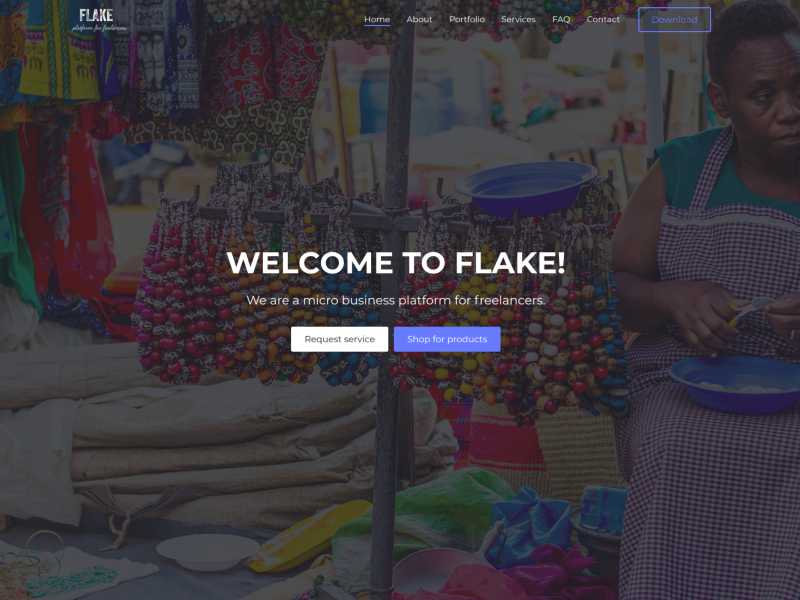 FLAKE
platform for freelancers
Home About Portfolio Services FAQ Contact Download
WELCOME TO FLAKE!
We are a micro business platform for freelancers.
Request service Shop for products